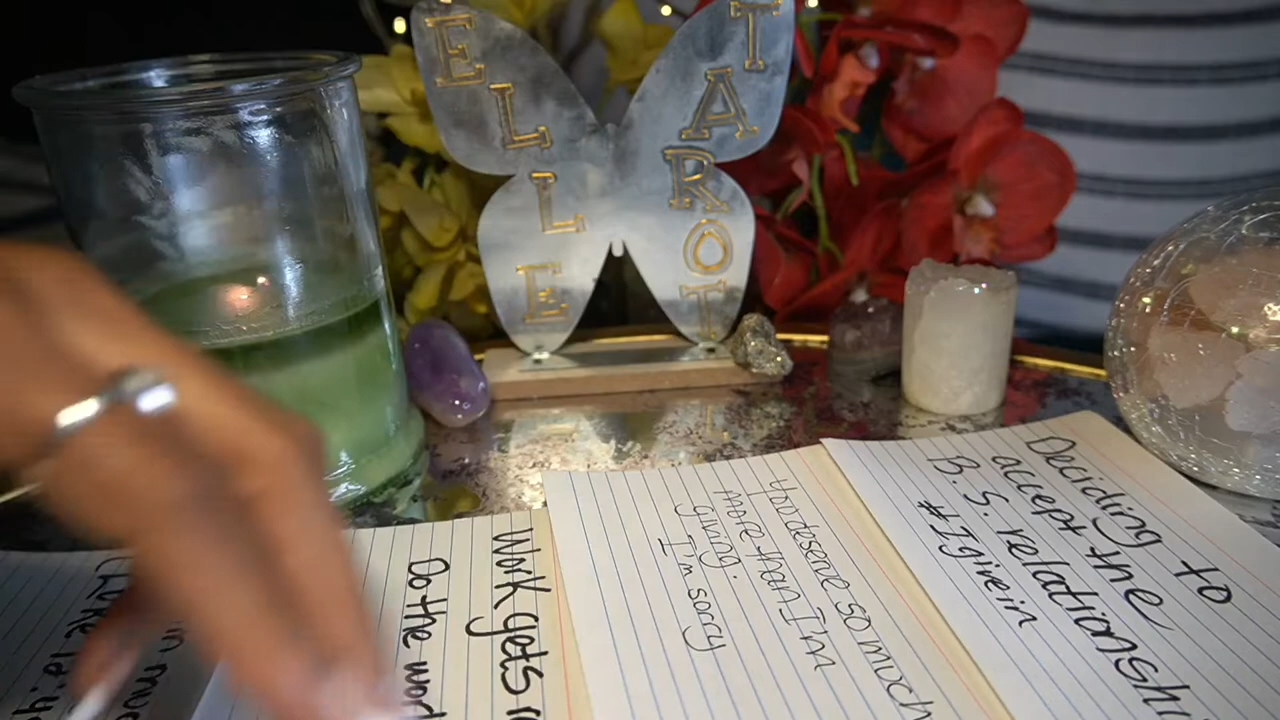 ELLE
TAROT
Work gets
Do the
You deserve so much
more than I'm
giving.
I'm sorry
Deciding to
accept the
B. S. relationshi
#Igivein